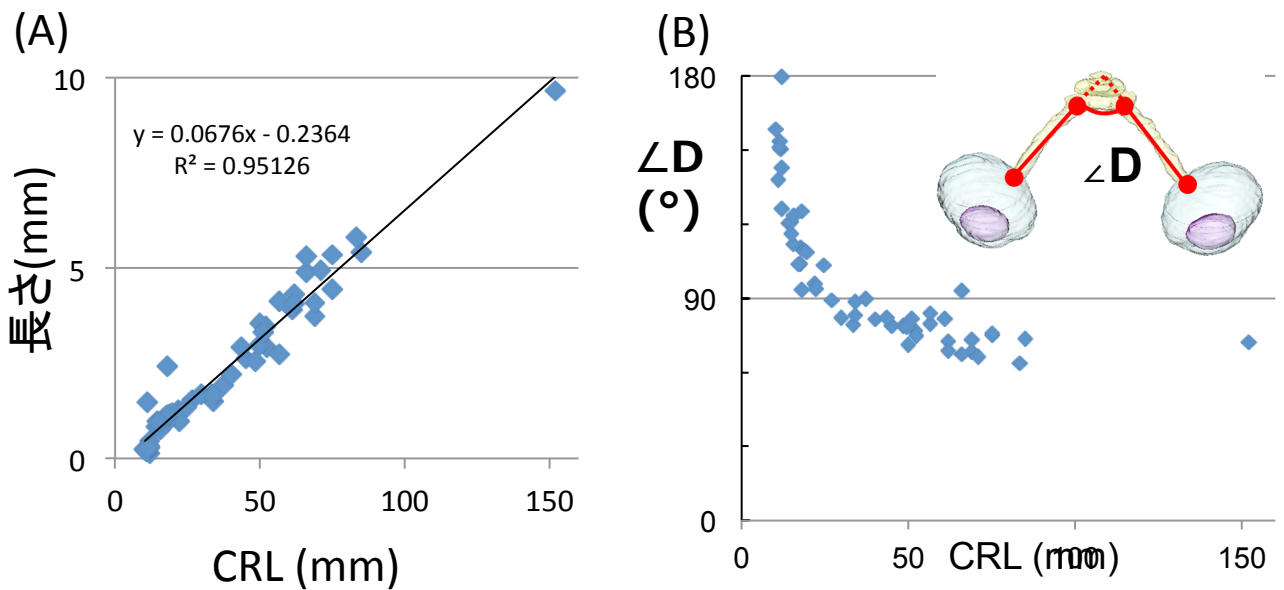 (A)
10
y = 0.0676x - 0.2364
R² = 0.95126
5
0
長さ(mm)
0 50 100 150
CRL (mm)
(B)
180
∠D
(°)
∠D
90
0
0 50 100 150
CRL (mm)